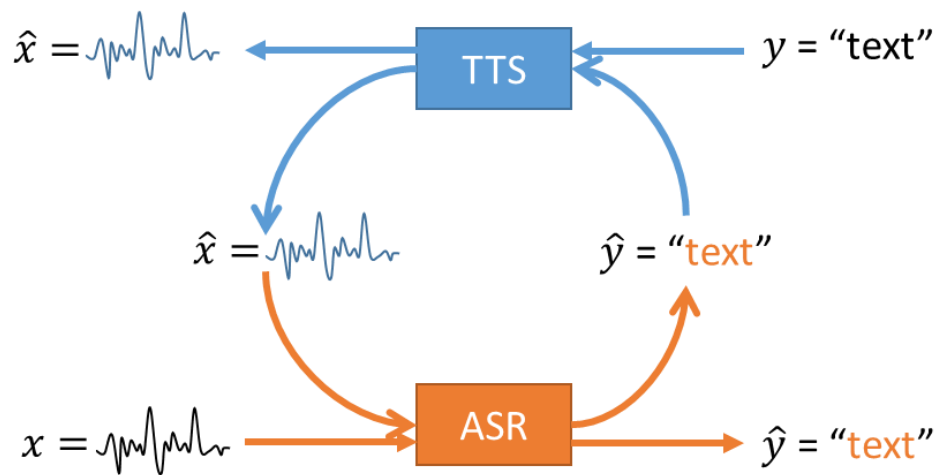 x̂ = TTS y = “text”
x̂ = ŷ = “text”
x = ASR ŷ = “text”